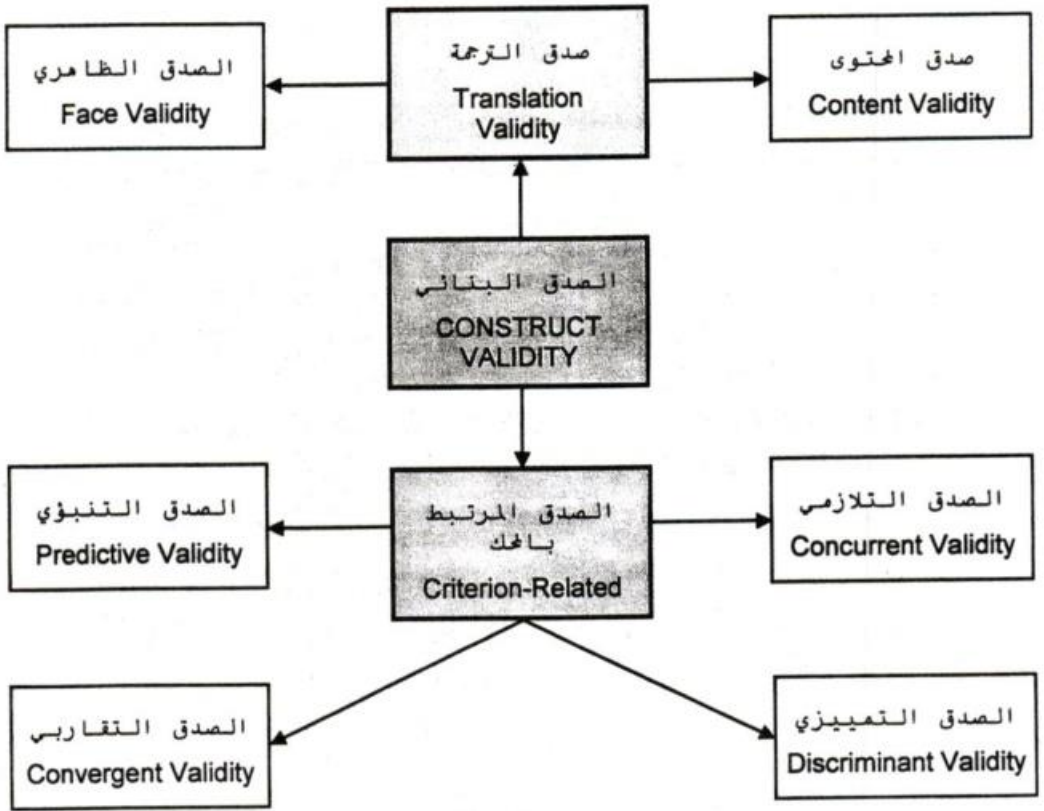 الصدق الظاهري
Face Validity
صدق الترجمة
Translation
Validity
صدق المحتوى
Content Validity
الصدق البنائي
CONSTRUCT
VALIDITY
الصدق التنبؤي
Predictive Validity
الصدق المرتبط
بالمحك
Criterion-Related
الصدق التلازمي
Concurrent Validity
الصدق التقاربي
Convergent Validity
الصدق التمييزي
Discriminant Validity